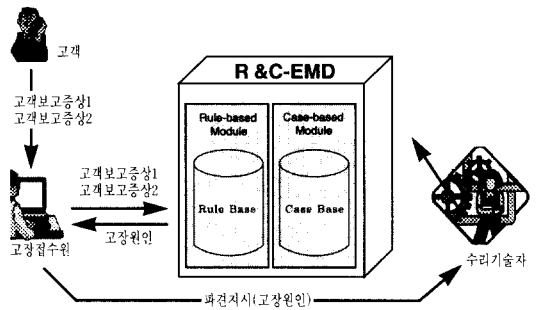 고객
R &C-EMD
고객보고증상1
고객보고증상2
Rule-based
Module
Case-based
Module
고객보고증상1
고객보고증상2
Rule Base
Case Base
고장원인
고장접수원
수리기술자
파견지시(고장원인)